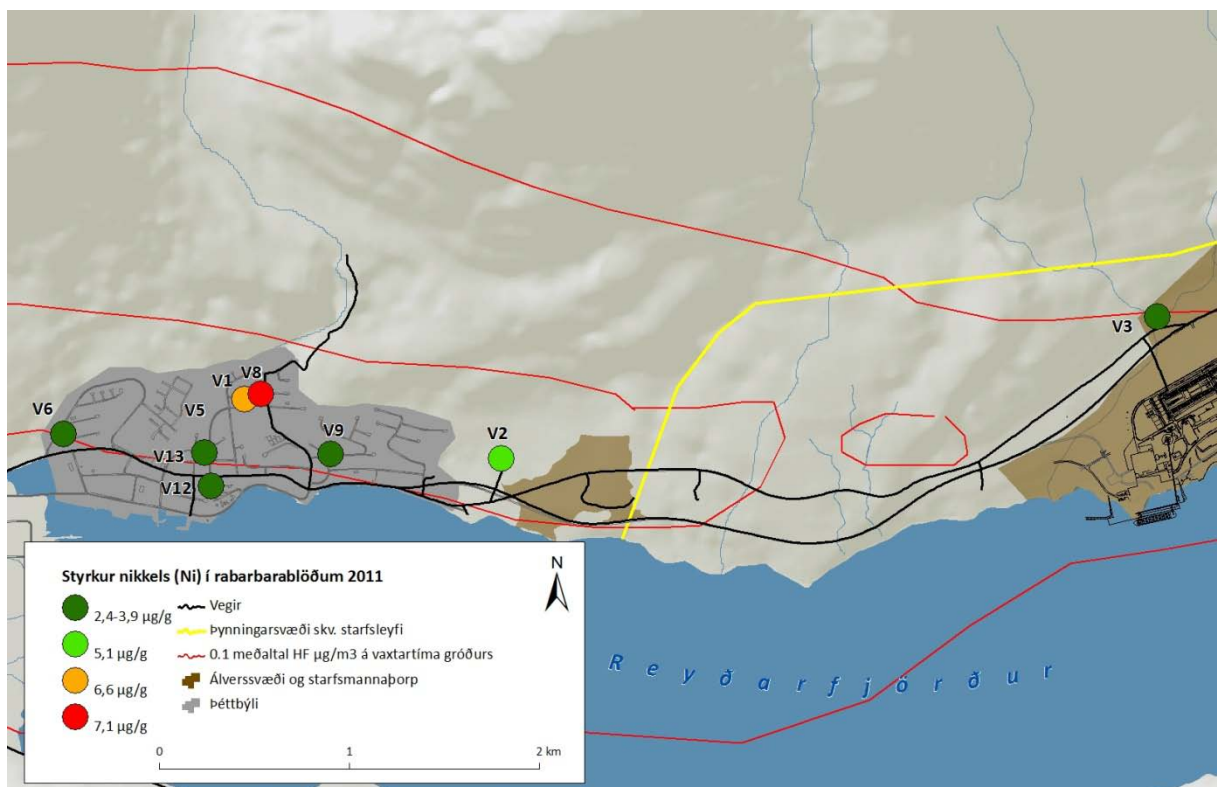 V3
V8
V1
V6
V5
V9
V2
V13
V12
Styrkur nikkels (Ni) í rabarbarablöðum 2011
2,4-3,9 µg/g
5,1 µg/g
6,6 µg/g
7,1 µg/g
Vegir
Þynningarsvæði skv. starfsleyfi
0.1 meðaltal HF µg/m3 á vaxtartíma gróðurs
Álverssvæði og starfsmannaþorp
Þéttbýli
N
0 1 2 km
Reyðarfjörður